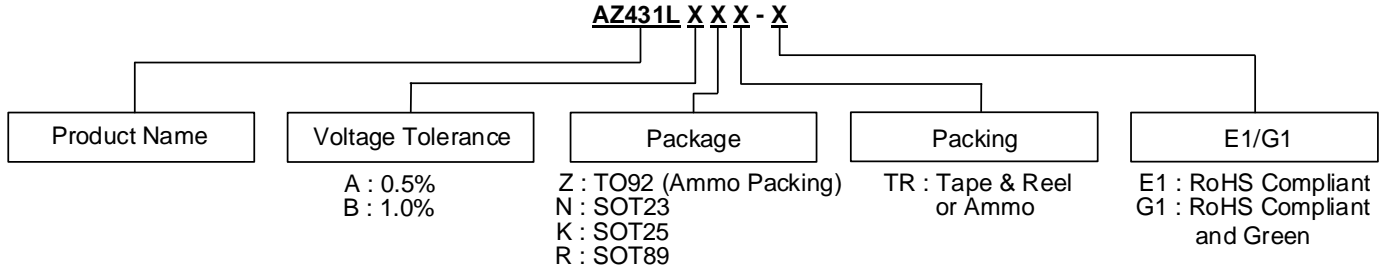 AZ431L X X X - X
Product Name
Voltage Tolerance
A : 0.5%
B : 1.0%
Package
Z : TO92 (Ammo Packing)
N : SOT23
K : SOT25
R : SOT89
Packing
TR : Tape & Reel
or Ammo
E1/G1
E1 : RoHS Compliant
G1 : RoHS Compliant
and Green